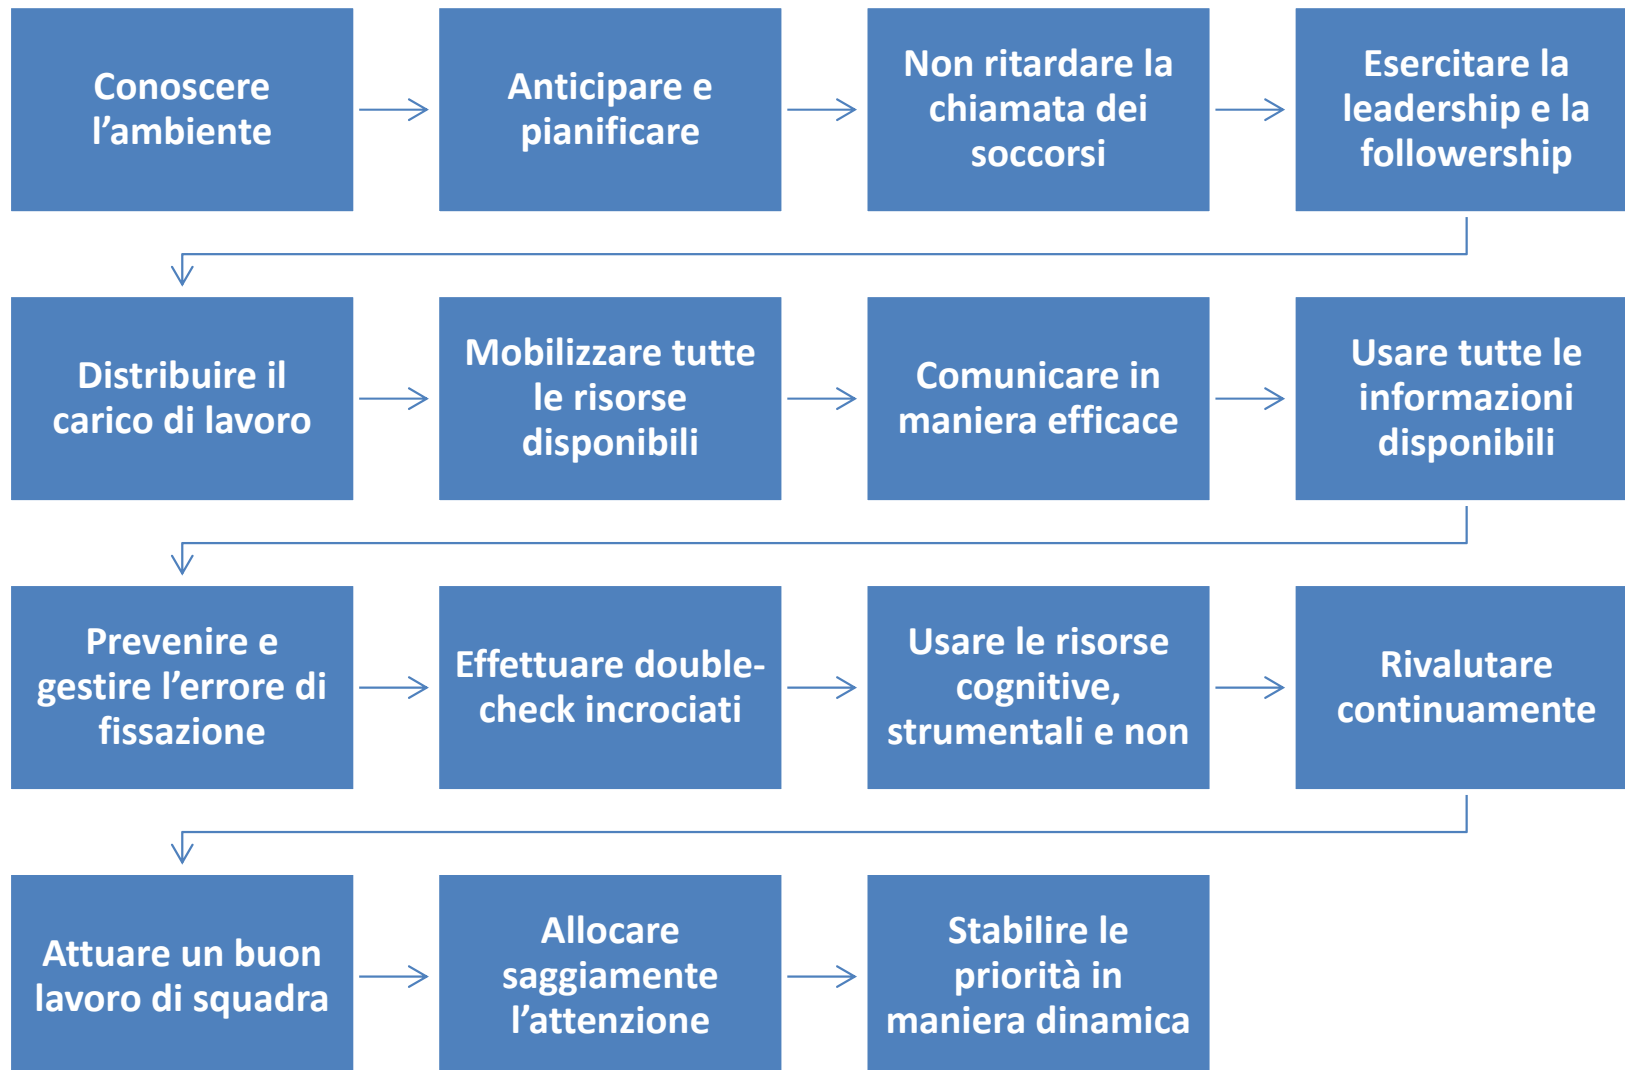 Conoscere
l’ambiente
Anticipare e
pianificare
Non ritardare la
chiamata dei
soccorsi
Esercitare la
leadership e la
followership
Distribuire il
carico di lavoro
Mobilizzare tutte
le risorse
disponibili
Comunicare in
maniera efficace
Usare tutte le
informazioni
disponibili
Prevenire e
gestire l’errore di
fissazione
Effettuare double-
check incrociati
Usare le risorse
cognitive,
strumentali e non
Rivalutare
continuamente
Attuare un buon
lavoro di squadra
Allocare
saggiamente
l’attenzione
Stabilire le
priorità in
maniera dinamica